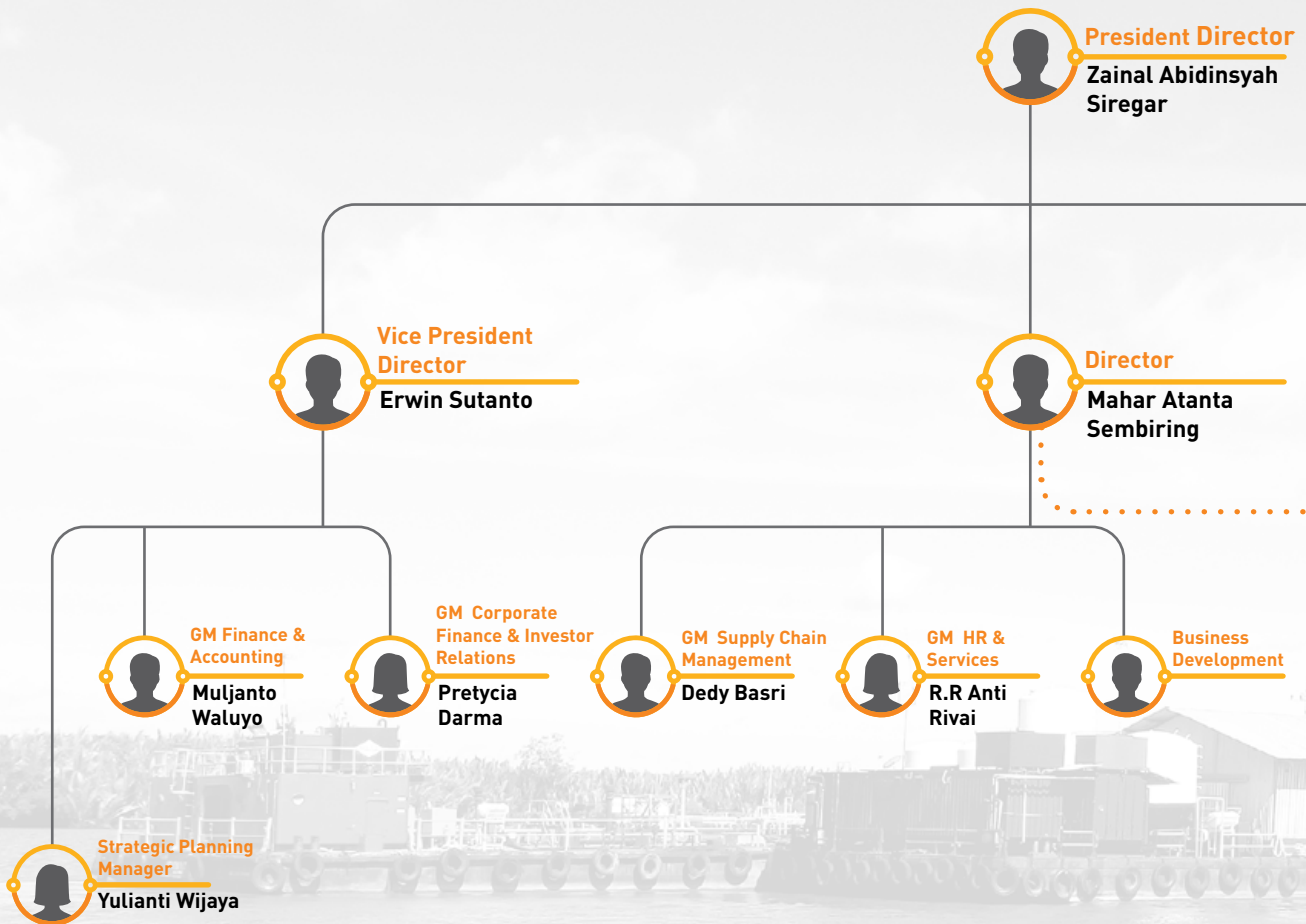 President Director
Zainal Abidinsyah
Siregar
Vice President
Director
Erwin Sutanto
Director
Mahar Atanta
Sembiring
GM Finance &
Accounting
Muljanto
Waluyo
GM Corporate
Finance & Investor
Relations
Pretycia
Darma
GM Supply Chain
Management
Dedy Basri
GM HR &
Services
R.R Anti
Rivai
Business
Development
Strategic Planning
Manager
Yulianti Wijaya